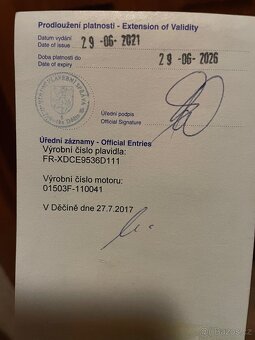 Prodloužení platnosti - Extension of Validity
Datum vydání
Date of issue
29 -06- 2021
Doba platnosti do
Date of expiry
29 -06- 2026
Úřední podpis
Official Signature
Úřední záznamy - Official Entries
Výrobní číslo plavidla:
FR-XDCE9536D111
Výrobní číslo motoru:
01503F-110041
V Děčíně dne 27.7.2017